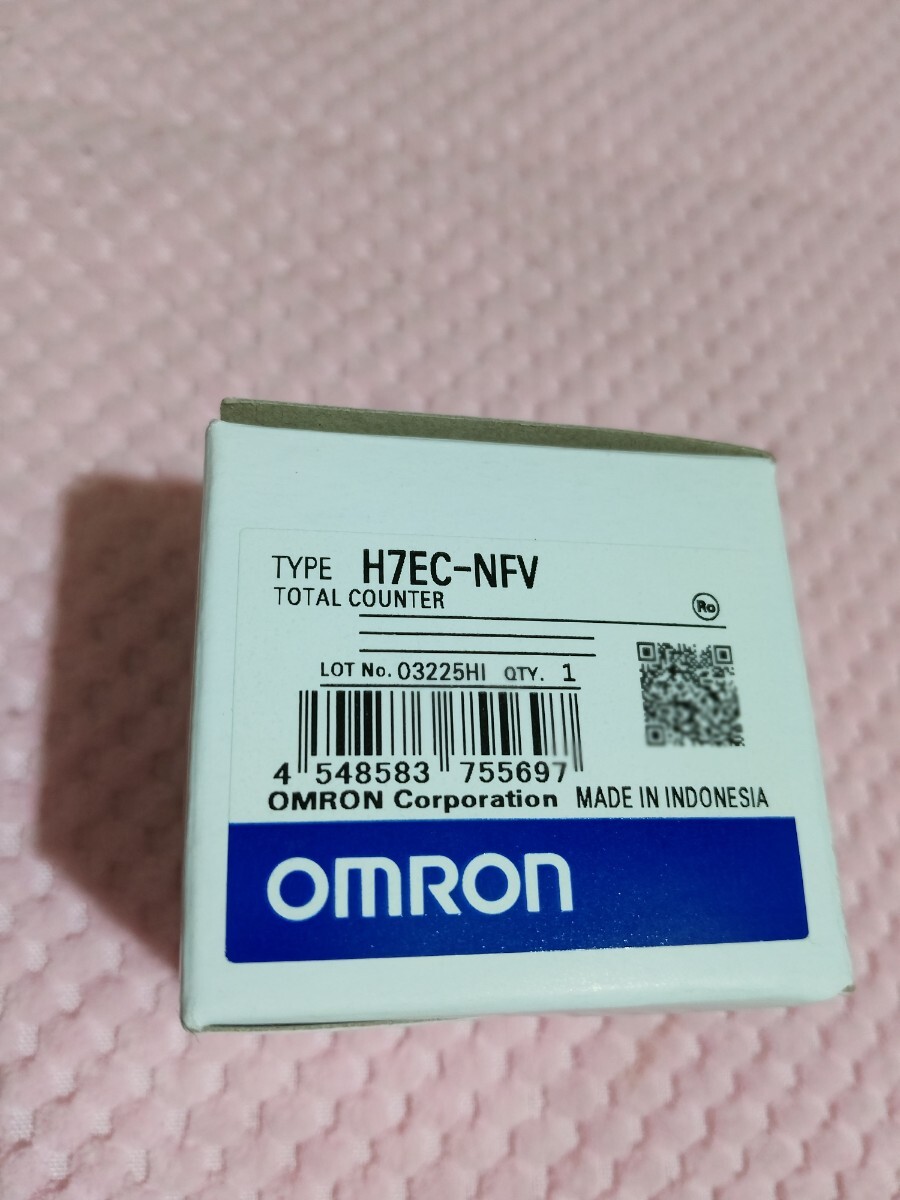 TYPE H7EC-NFV
TOTAL COUNTER
Ro
LOT No. 03225HI QTY. 1
4 548583 755697
OMRON Corporation MADE IN INDONESIA
OMRON